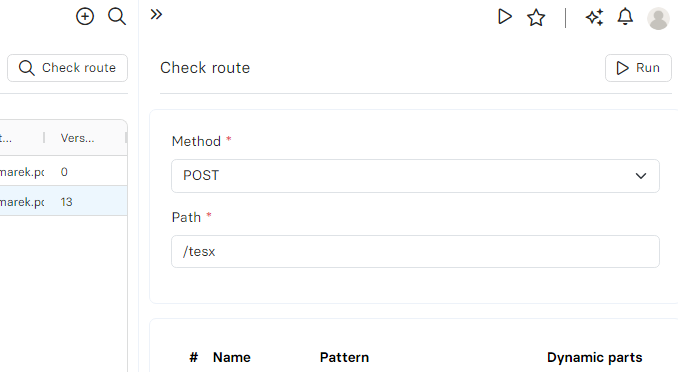 Check route
t... Vers...
marek.pc 0
marek.pc 13
Check route Run
Method *
POST
Path *
/tesx
# Name Pattern Dynamic parts